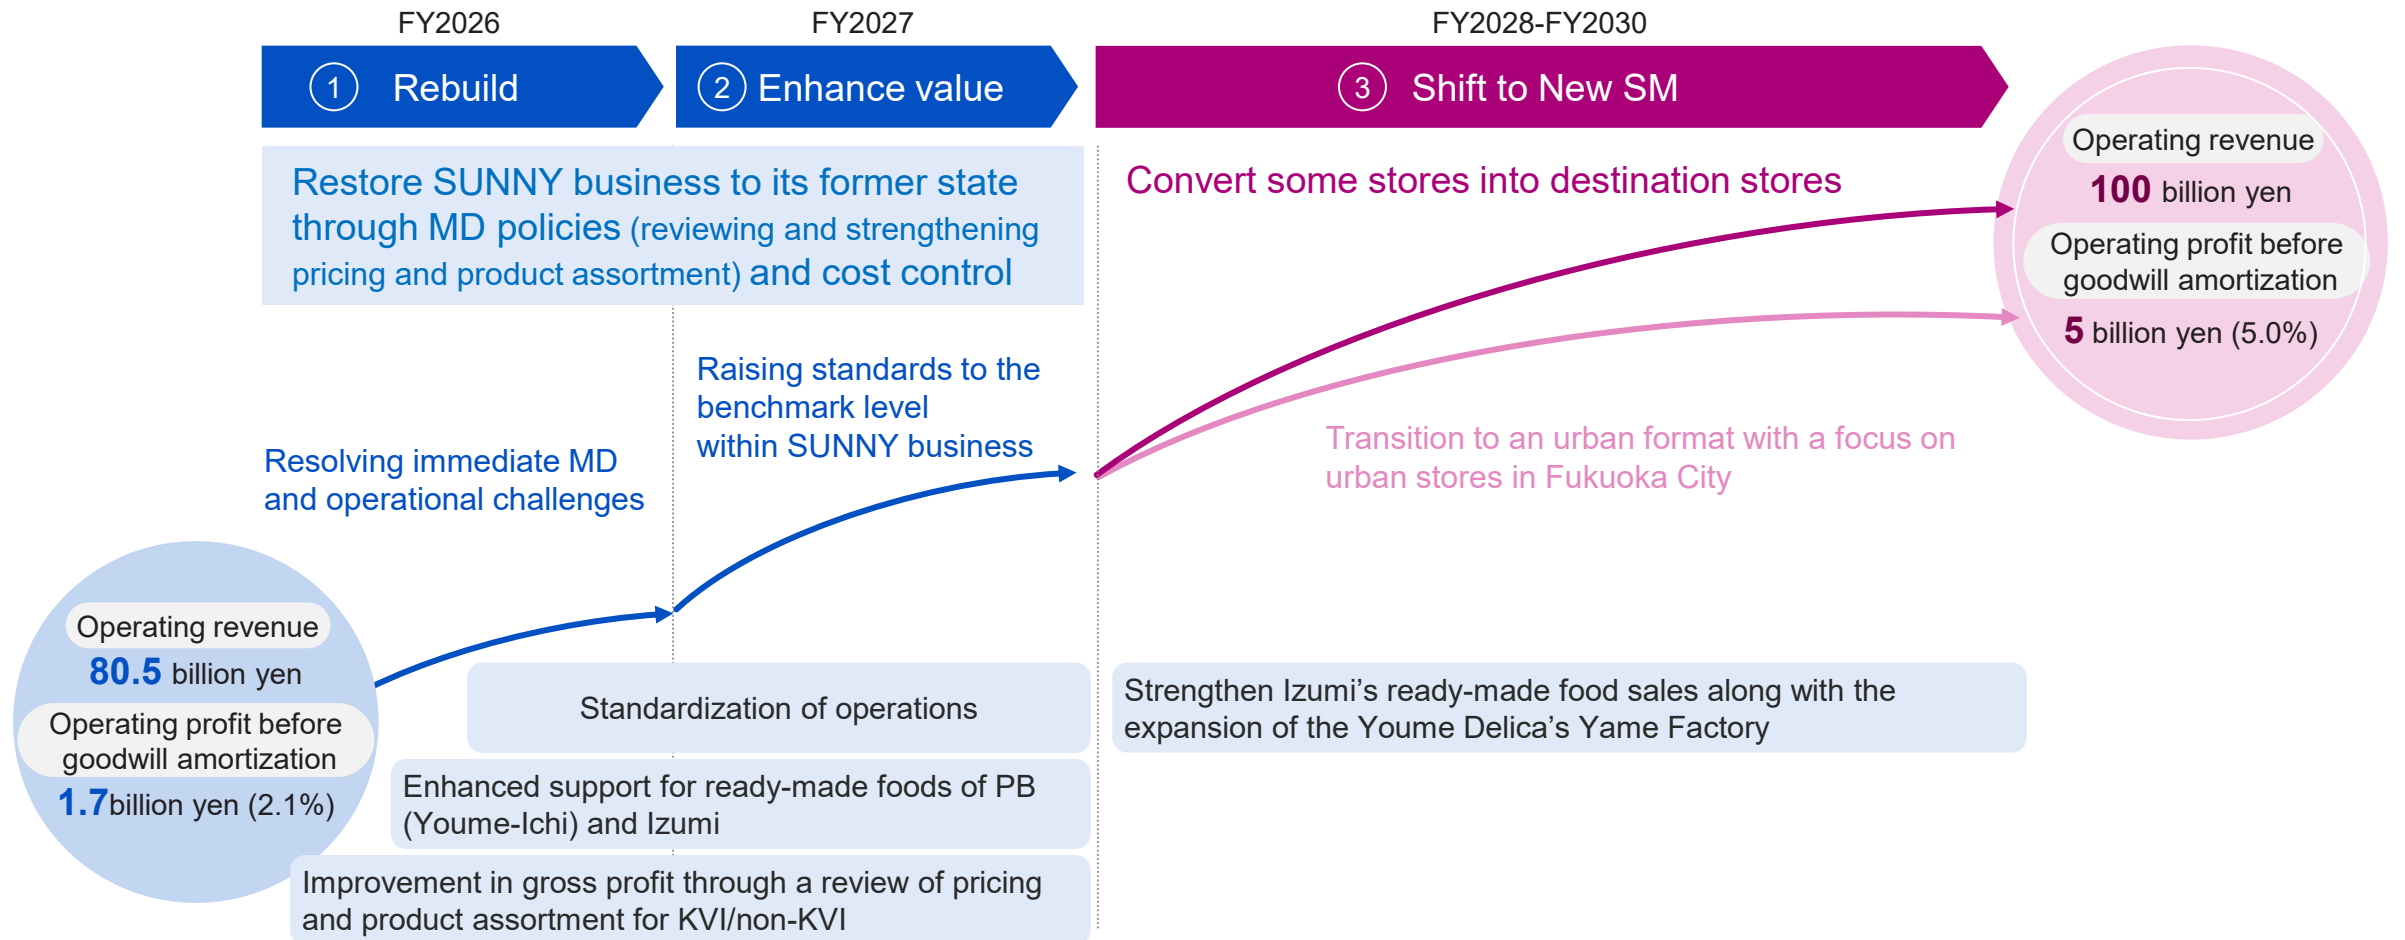 FY2026
FY2027
FY2028-FY2030
1 Rebuild
2 Enhance value
3 Shift to New SM
Restore SUNNY business to its former state
through MD policies (reviewing and strengthening
pricing and product assortment) and cost control
Convert some stores into destination stores
Operating revenue
100 billion yen
Operating profit before
goodwill amortization
5 billion yen (5.0%)
Raising standards to the
benchmark level
within SUNNY business
Resolving immediate MD
and operational challenges
Transition to an urban format with a focus on
urban stores in Fukuoka City
Operating revenue
80.5 billion yen
Operating profit before
goodwill amortization
1.7billion yen (2.1%)
Standardization of operations
Strengthen Izumi’s ready-made food sales along with the
expansion of the Youme Delica’s Yame Factory
Enhanced support for ready-made foods of PB
(Youme-Ichi) and Izumi
Improvement in gross profit through a review of pricing
and product assortment for KVI/non-KVI